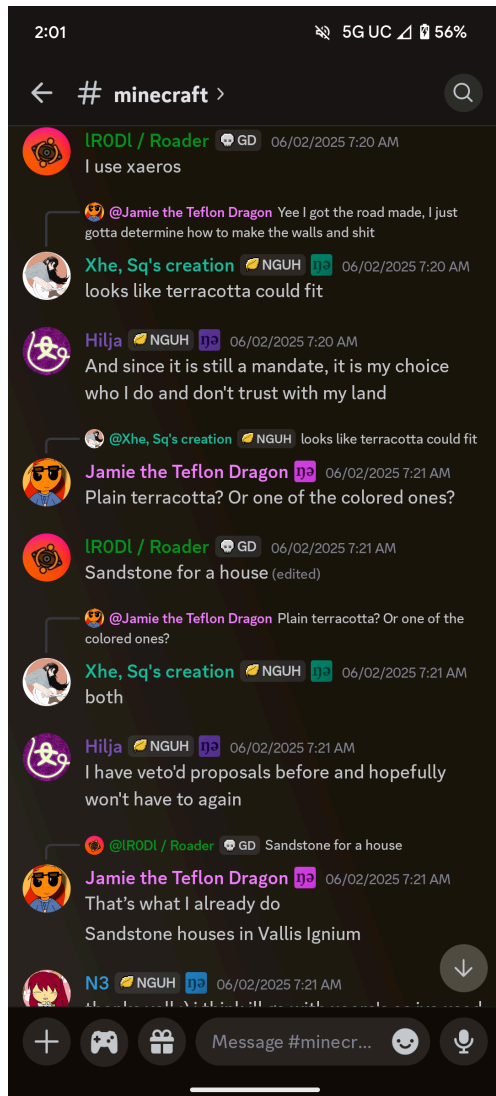 2:01 5G UC 56%
# minecraft >
lR0Dl / Roader GD 06/02/2025 7:20 AM
I use xaeros
@Jamie the Teflon Dragon Yee I got the road made, I just
gotta determine how to make the walls and shit
Xhe, Sq's creation NGUH ŋə 06/02/2025 7:20 AM
looks like terracotta could fit
Hilja NGUH ŋə 06/02/2025 7:20 AM
And since it is still a mandate, it is my choice
who I do and don't trust with my land
@Xhe, Sq's creation NGUH looks like terracotta could fit
Jamie the Teflon Dragon ŋə 06/02/2025 7:21 AM
Plain terracotta? Or one of the colored ones?
lR0Dl / Roader GD 06/02/2025 7:21 AM
Sandstone for a house (edited)
@Jamie the Teflon Dragon Plain terracotta? Or one of the
colored ones?
Xhe, Sq's creation NGUH ŋə 06/02/2025 7:21 AM
both
Hilja NGUH ŋə 06/02/2025 7:21 AM
I have veto'd proposals before and hopefully
won't have to again
@lR0Dl / Roader GD Sandstone for a house
Jamie the Teflon Dragon ŋə 06/02/2025 7:21 AM
That's what I already do
Sandstone houses in Vallis Ignium
N3 NGUH ŋə 06/02/2025 7:21 AM
Message #minecr...